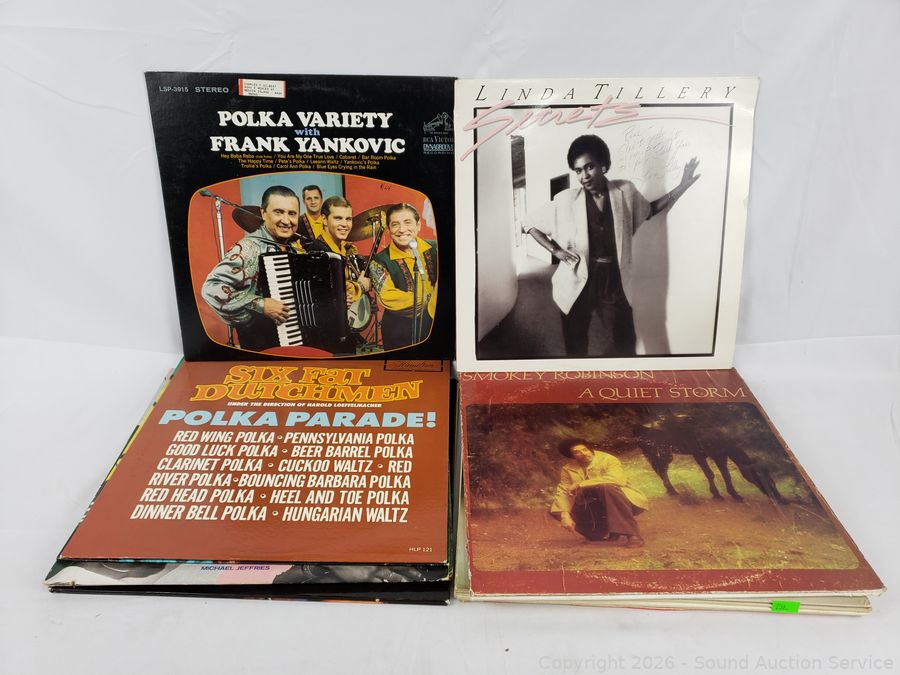 LSP-3915 STEREO
POLKA VARIETY
with
FRANK YANKOVIC
RCA VICTOR
DYNAGROOVE
RECORDING
Hey Baba Reba / You Are My One True Love / Cabaret / Bar Room Polka
The Happy Time / Pete's Polka / Leeann Waltz / Yankovic's Polka
Trolle's Polka / Carol Ann Polka / Blue Eyes Crying in the Rain
LINDA TILLERY
Secrets
SIX FAT
DUTCHMEN
UNDER THE DIRECTION OF HAROLD LOEFFELMACHER
POLKA PARADE!
RED WING POLKA • PENNSYLVANIA POLKA
GOOD LUCK POLKA • BEER BARREL POLKA
CLARINET POLKA • CUCKOO WALTZ • RED
RIVER POLKA • BOUNCING BARBARA POLKA
RED HEAD POLKA • HEEL AND TOE POLKA
DINNER BELL POLKA • HUNGARIAN WALTZ
HLP 121
MICHAEL JEFFRIES
SMOKEY ROBINSON
A QUIET STORM
Copyright © 2026 - Sound Auction Service